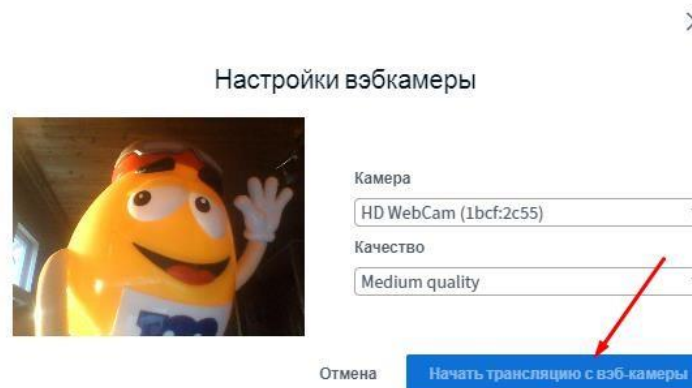 Настройки вэбкамеры
Камера
HD WebCam (1bcf:2c55)
Качество
Medium quality
Отмена
Начать трансляцию с вэб-камеры